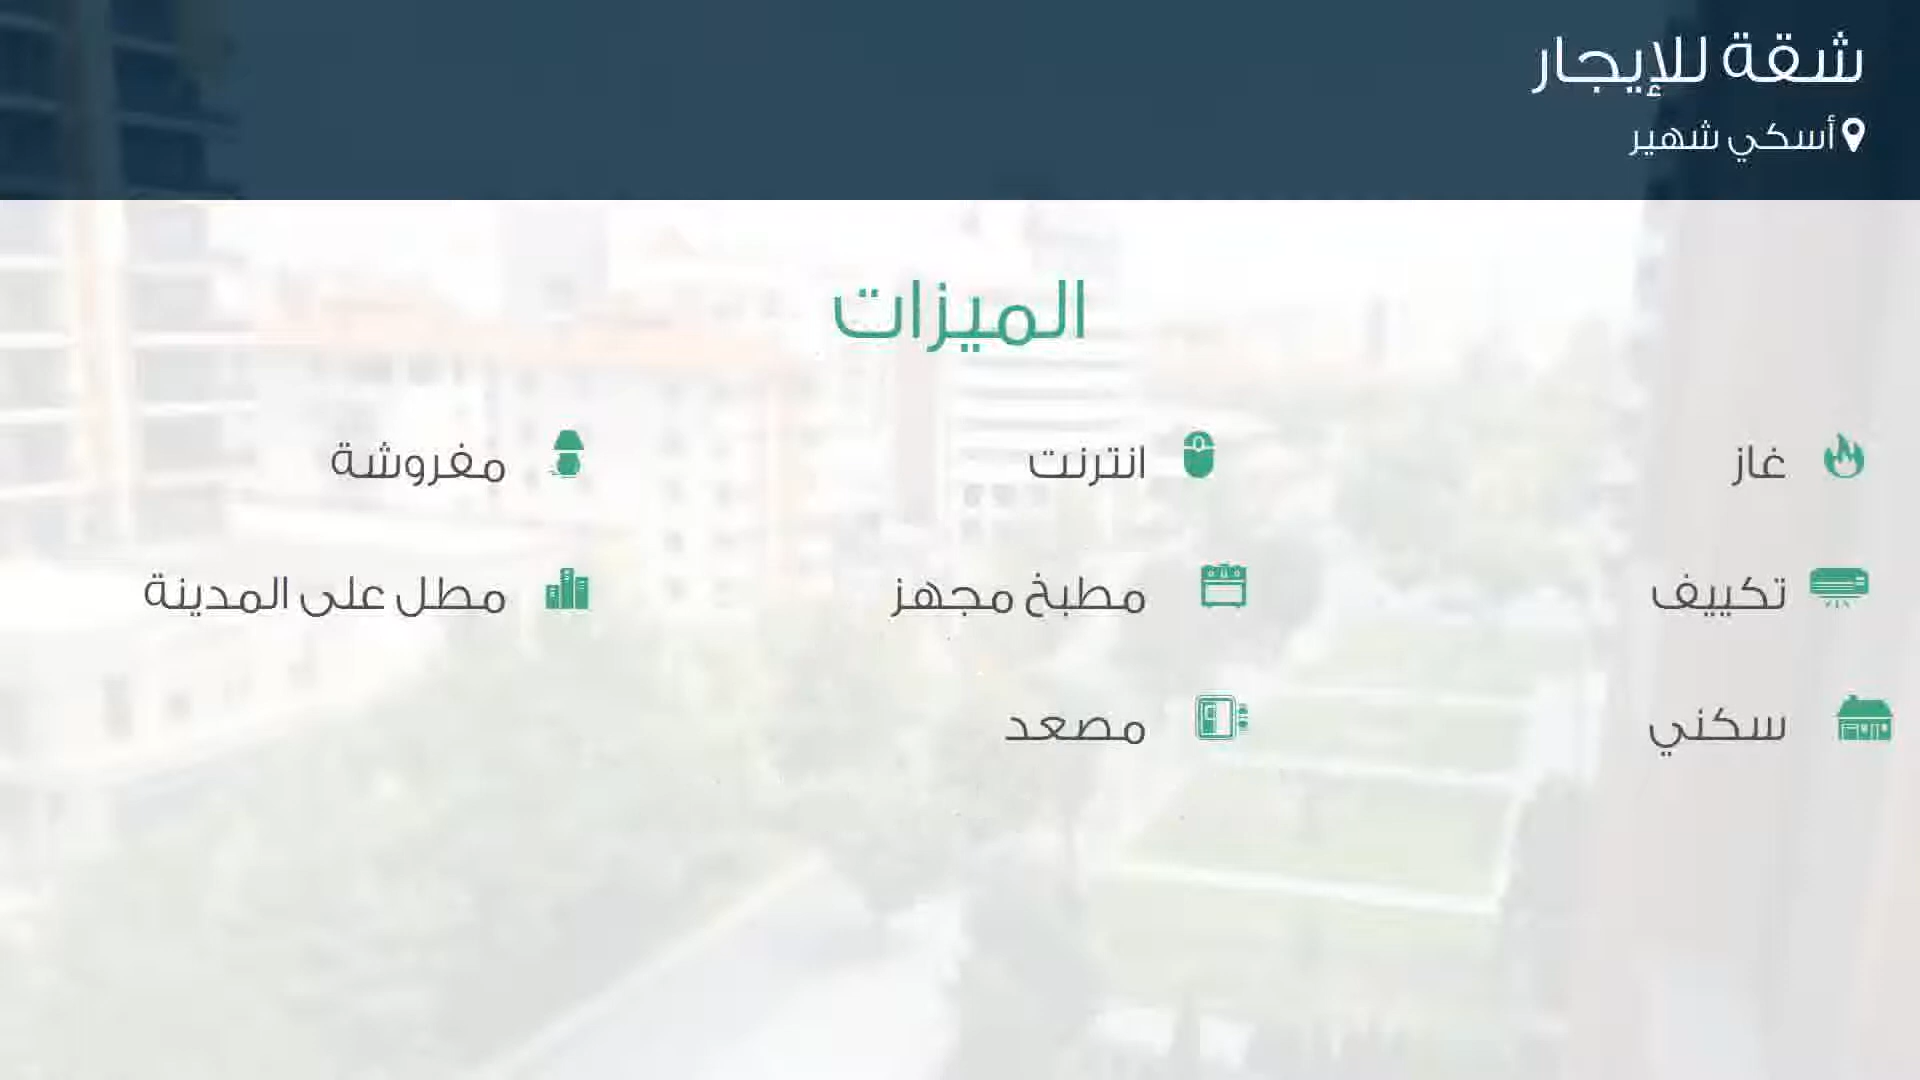 شقة للإيجار
أسكي شهير
الميزات
غاز
انترنت
مفروشة
تكييف
مطبخ مجهز
مطل على المدينة
سكني
مصعد